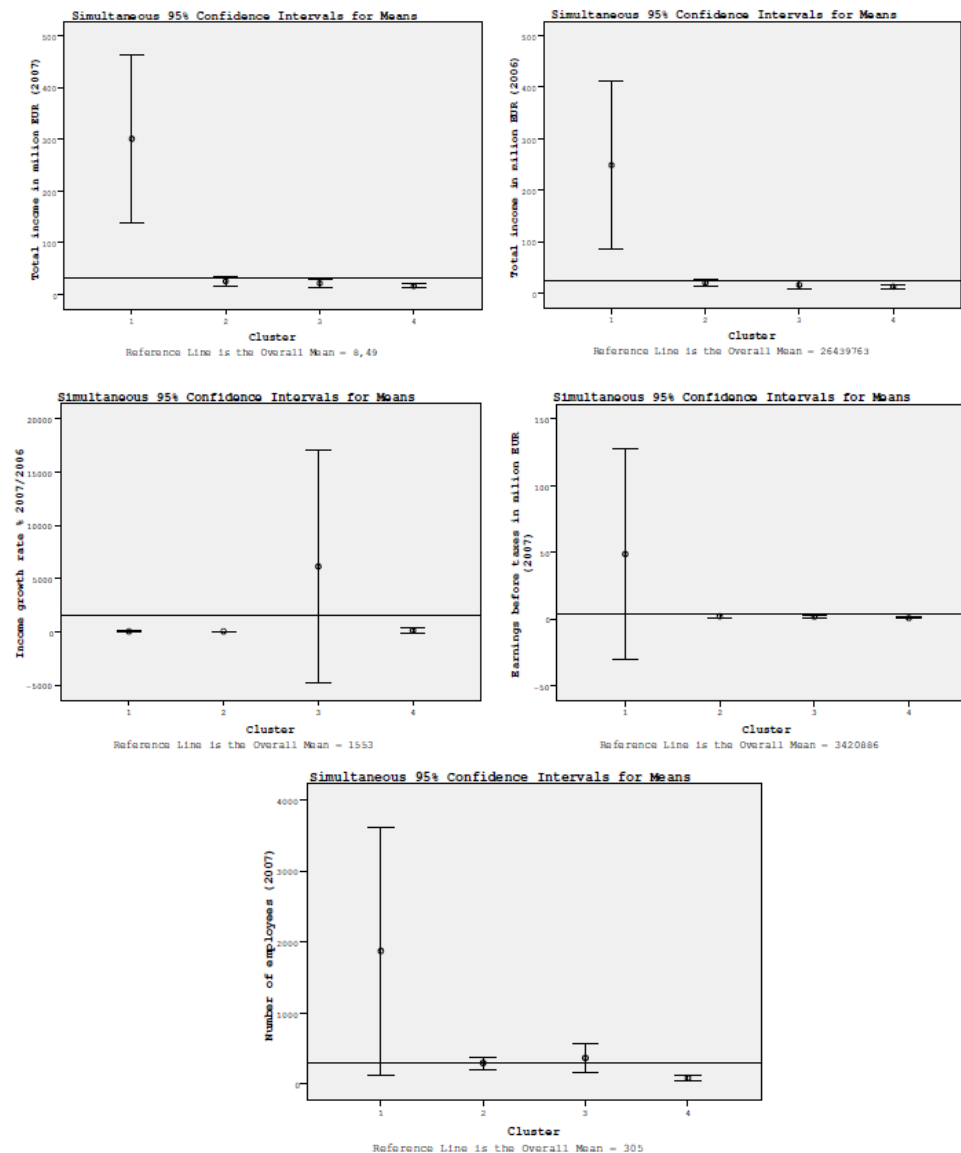 Simultaneous 95% Confidence Intervals for Means
Total income in milion EUR (2007)
500
400
300
200
100
0
1 2 3 4
Cluster
Reference Line is the Overall Mean = 8,49
Simultaneous 95% Confidence Intervals for Means
Total income in milion EUR (2006)
500
400
300
200
100
0
1 2 3 4
Cluster
Reference Line is the Overall Mean = 26439763
Simultaneous 95% Confidence Intervals for Means
Income growth rate % 2007/2006
20000
15000
10000
5000
0
-5000
1 2 3 4
Cluster
Reference Line is the Overall Mean = 1553
Simultaneous 95% Confidence Intervals for Means
Earnings before taxes in milion EUR
(2007)
150
100
50
0
-50
1 2 3 4
Cluster
Reference Line is the Overall Mean = 3420886
Simultaneous 95% Confidence Intervals for Means
Number of employees (2007)
4000
3000
2000
1000
0
1 2 3 4
Cluster
Reference Line is the Overall Mean = 305